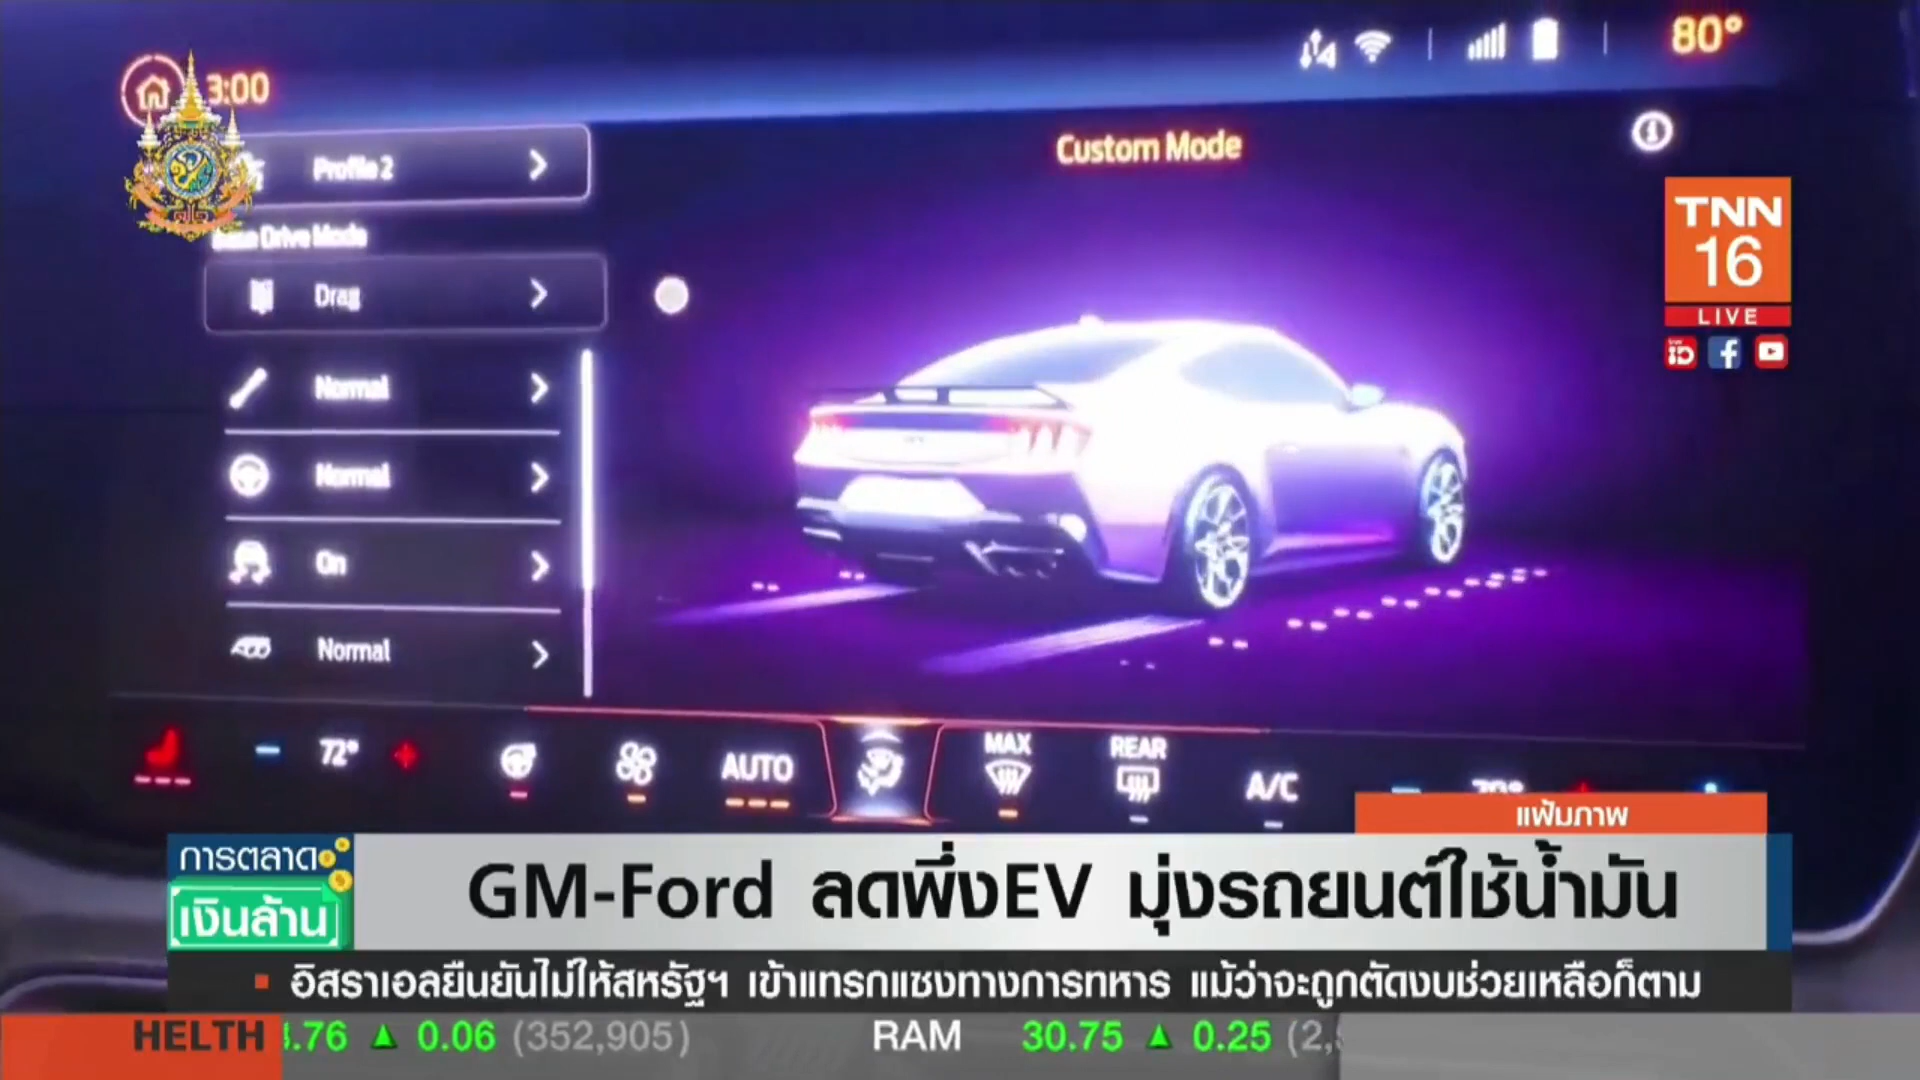 3:00
80°
Custom Mode
Profile 2
Drive Mode
Drag
Normal
Normal
On
Normal
TNN
16
LIVE
iD
72°
AUTO
MAX
REAR
A/C
แฟ้มภาพ
การตลาด
เงินล้าน
GM-Ford ลดพึ่งEV มุ่งรถยนต์ใช้น้ำมัน
อิสราเอลยืนยันไม่ให้สหรัฐฯ เข้าแทรกแซงทางการทหาร แม้ว่าจะถูกตัดงบช่วยเหลือก็ตาม
HELTH .76 ▲ 0.06 (352,905) RAM 30.75 ▲ 0.25 (2,